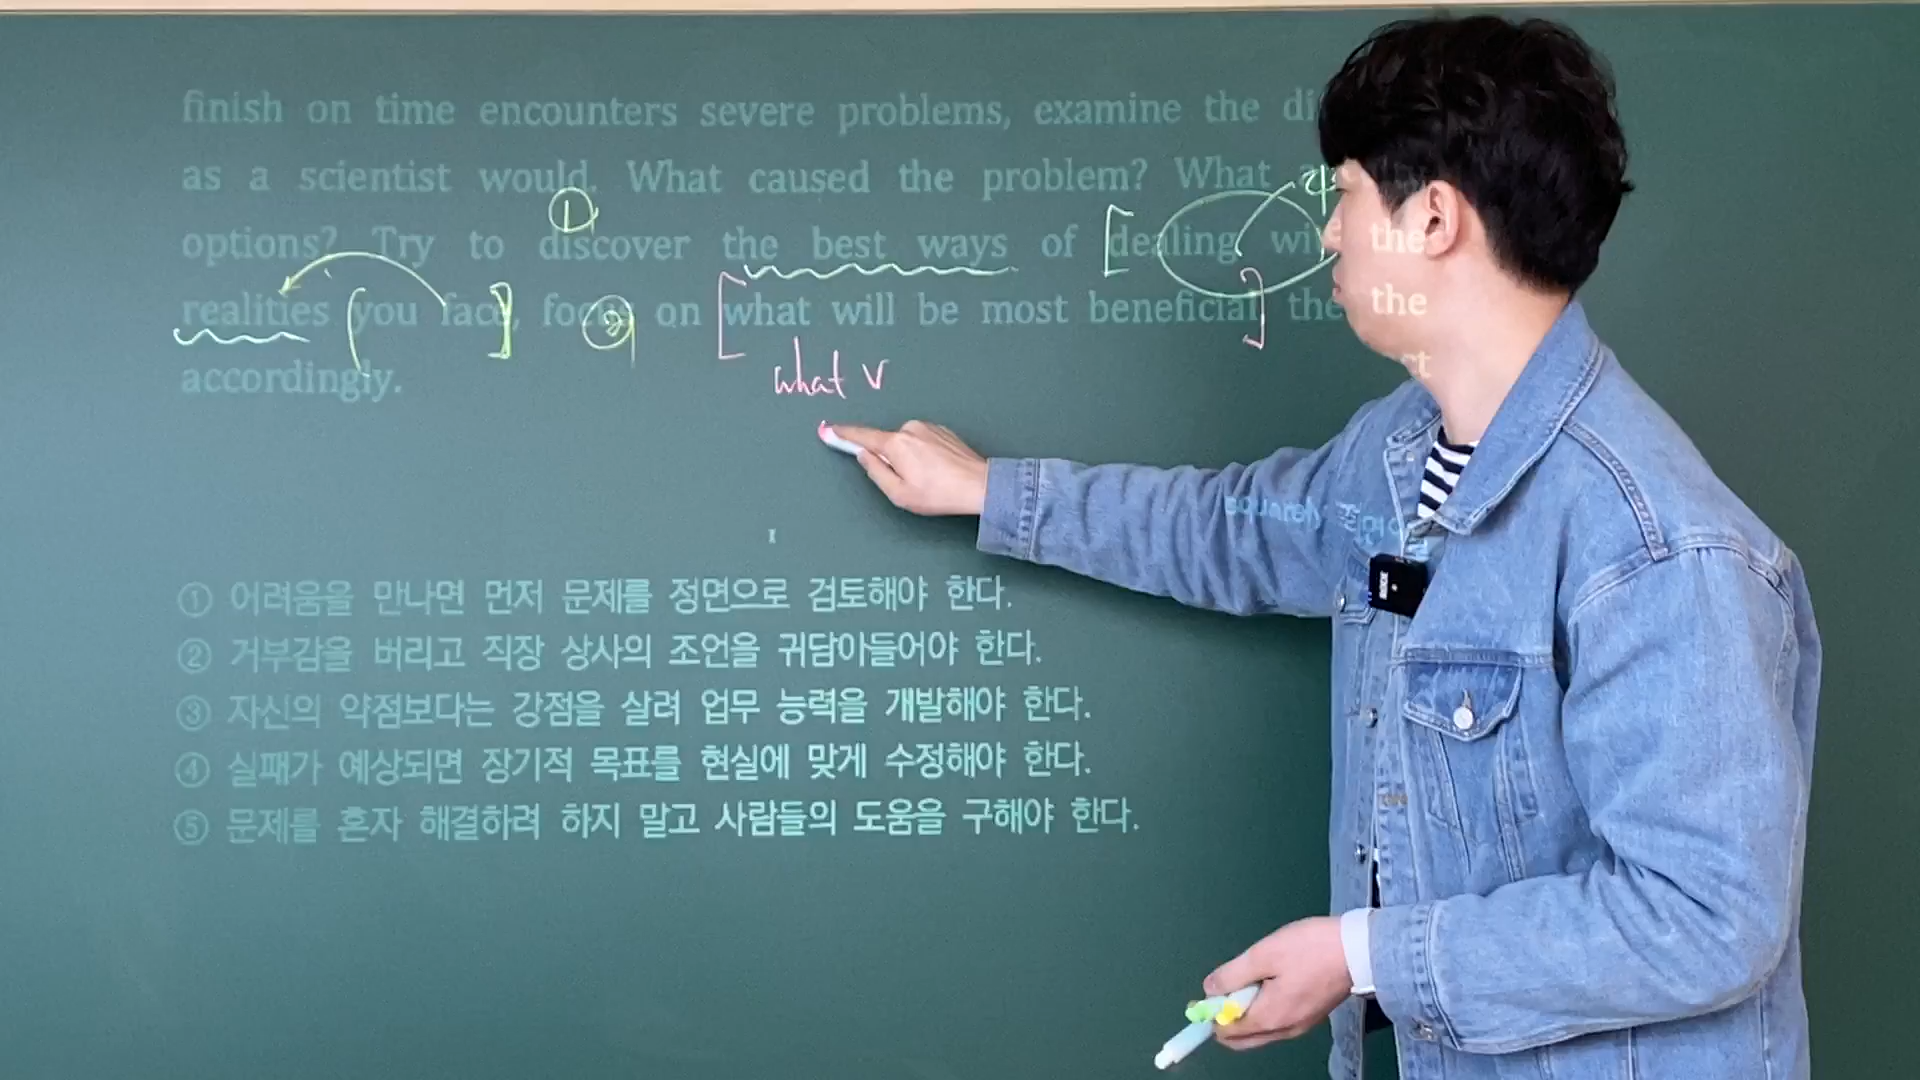 finish on time encounters severe problems, examine the
as a scientist would. What caused the problem? What
①
options? Try to discover the best ways of [dealing the
realities [you face], focus ② on [what will be most beneficial] the
what V
accordingly.
① 어려움을 만나면 먼저 문제를 정면으로 검토해야 한다.
② 거부감을 버리고 직장 상사의 조언을 귀담아들어야 한다.
③ 자신의 약점보다는 강점을 살려 업무 능력을 개발해야 한다.
④ 실패가 예상되면 장기적 목표를 현실에 맞게 수정해야 한다.
⑤ 문제를 혼자 해결하려 하지 말고 사람들의 도움을 구해야 한다.